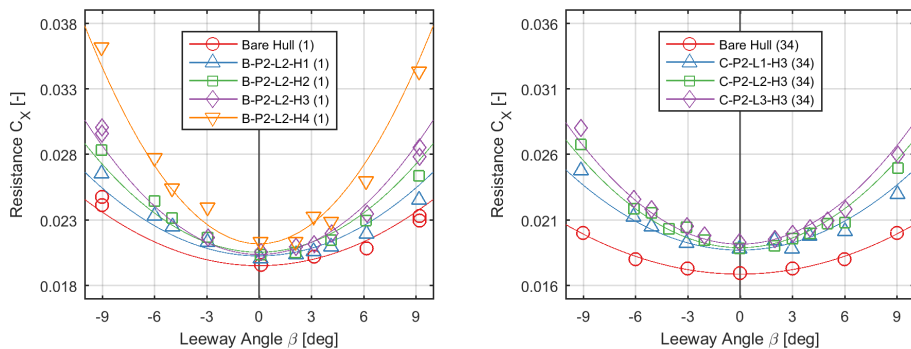 0.038
0.033
0.028
0.023
0.018
Resistance C_X [-]
Bare Hull (1)
B-P2-L2-H1 (1)
B-P2-L2-H2 (1)
B-P2-L2-H3 (1)
B-P2-L2-H4 (1)
-9 -6 -3 0 3 6 9
Leeway Angle β [deg]
0.036
0.031
0.026
0.021
0.016
Resistance C_X [-]
Bare Hull (34)
C-P2-L1-H3 (34)
C-P2-L2-H3 (34)
C-P2-L3-H3 (34)
-9 -6 -3 0 3 6 9
Leeway Angle β [deg]